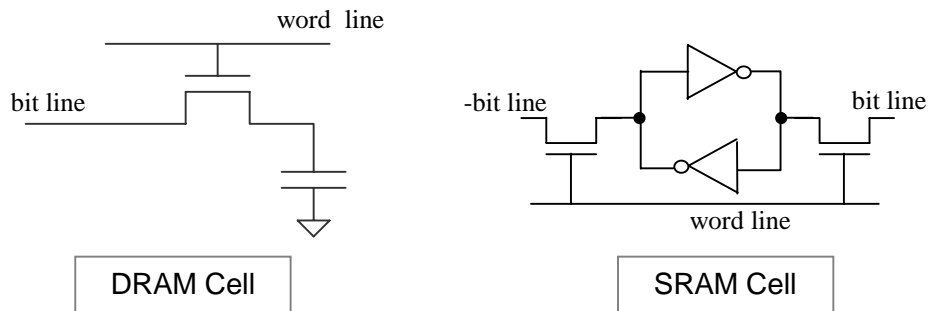 word line
bit line
-bit line
bit line
word line
DRAM Cell
SRAM Cell